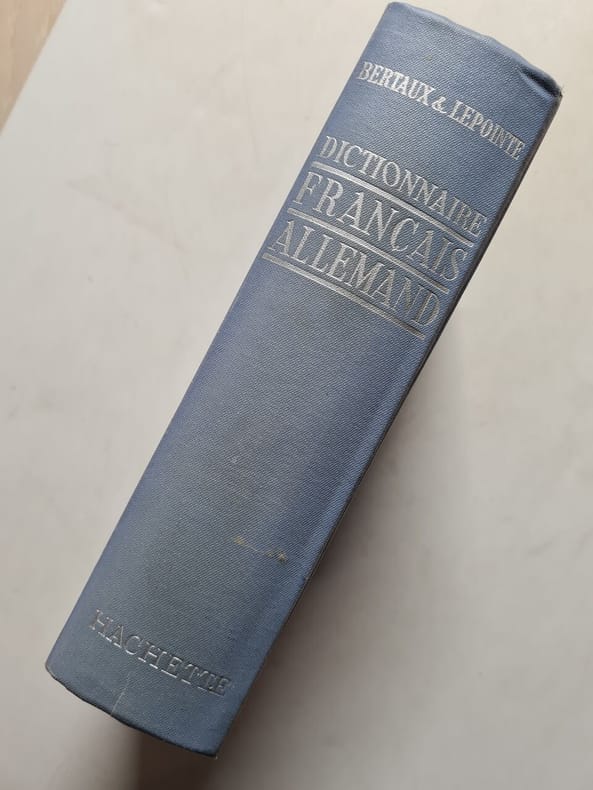 BERTAUX & LEPOINTE
DICTIONNAIRE
FRANÇAIS
ALLEMAND
HACHETTE